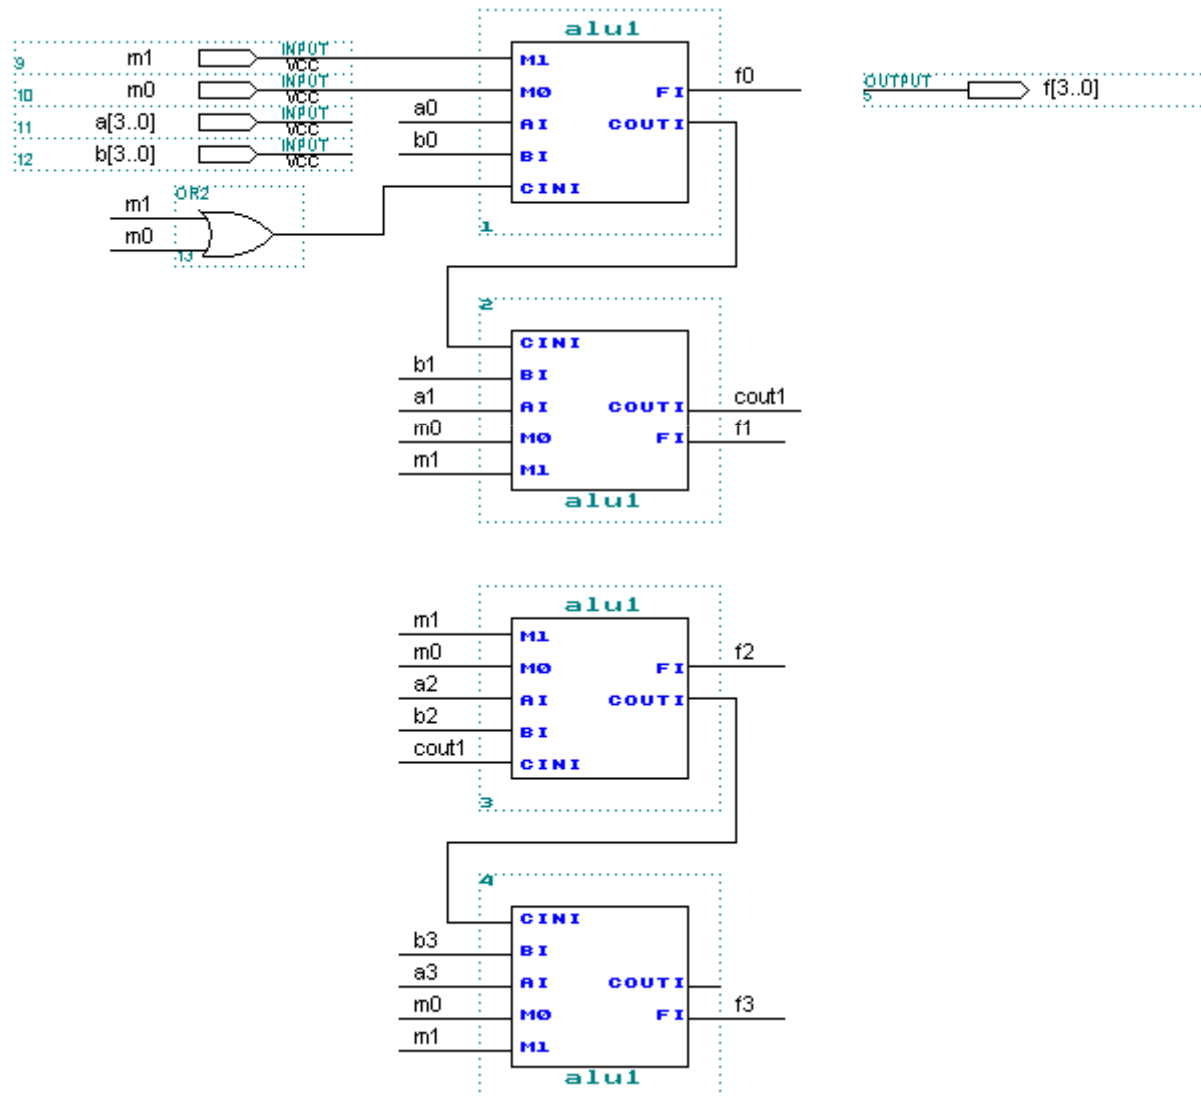 alu1
9 m1 INPUT VCC
M1
10 m0 INPUT VCC
M0 FI f0
OUTPUT 5 f[3..0]
11 a[3..0] INPUT VCC
a0 AI COUTI
12 b[3..0] INPUT VCC
b0 BI
CINI
OR2
m1
m0
13
1
2
CINI
b1 BI
a1 AI COUTI cout1
m0 M0 FI f1
m1 M1
alu1
alu1
m1 M1
m0 M0 FI f2
a2 AI COUTI
b2 BI
cout1 CINI
3
4
CINI
b3 BI
a3 AI COUTI
m0 M0 FI f3
m1 M1
alu1